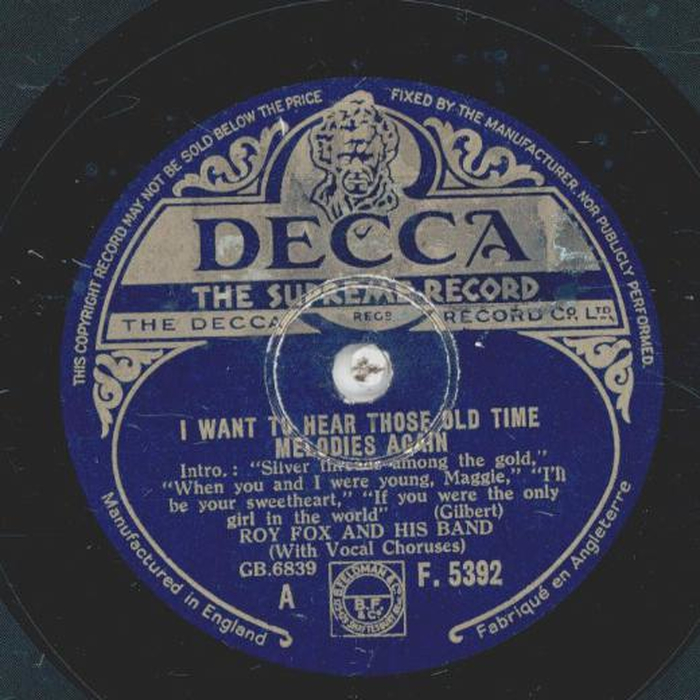 THIS COPYRIGHT RECORD MAY NOT BE SOLD BELOW THE PRICE FIXED BY THE MANUFACTURER, NOR PUBLICLY PERFORMED.
DECCA
THE SUPREME RECORD
THE DECCA RECORD CO. LTD.
REGD
I WANT TO HEAR THOSE OLD TIME
MELODIES AGAIN
Intro.: "Silver threads among the gold,"
"When you and I were young, Maggie," "I'll
be your sweetheart," "If you were the only
girl in the world" (Gilbert)
ROY FOX AND HIS BAND
(With Vocal Choruses)
GB.6839
A
F. 5392
B. FELDMAN & Co.
B.F.
& Co.
Manufactured in England
Fabriqué en Angleterre